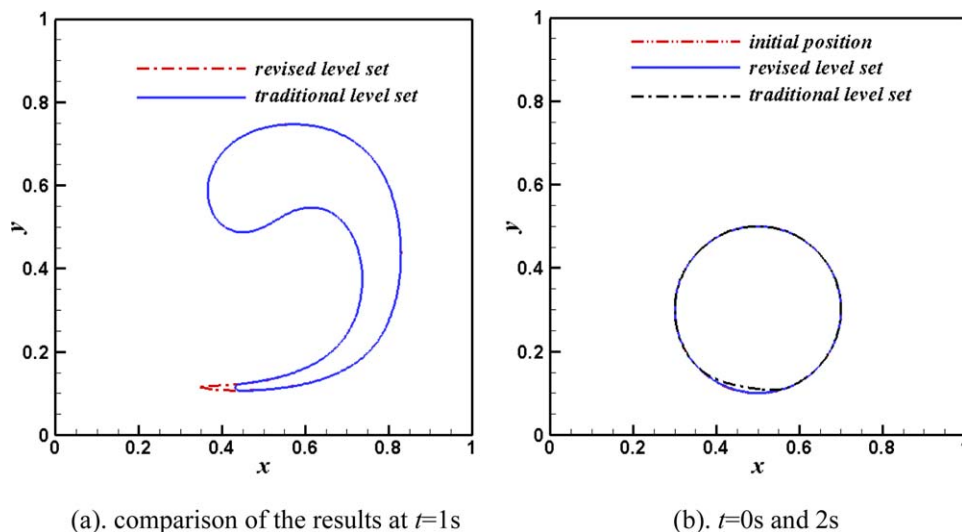 1
0.8
0.6
0.4
0.2
0
y
0
0.2
0.4
0.6
0.8
1
x
revised level set
traditional level set
(a). comparison of the results at t=1s
1
0.8
0.6
0.4
0.2
0
y
0
0.2
0.4
0.6
0.8
1
x
initial position
revised level set
traditional level set
(b). t=0s and 2s